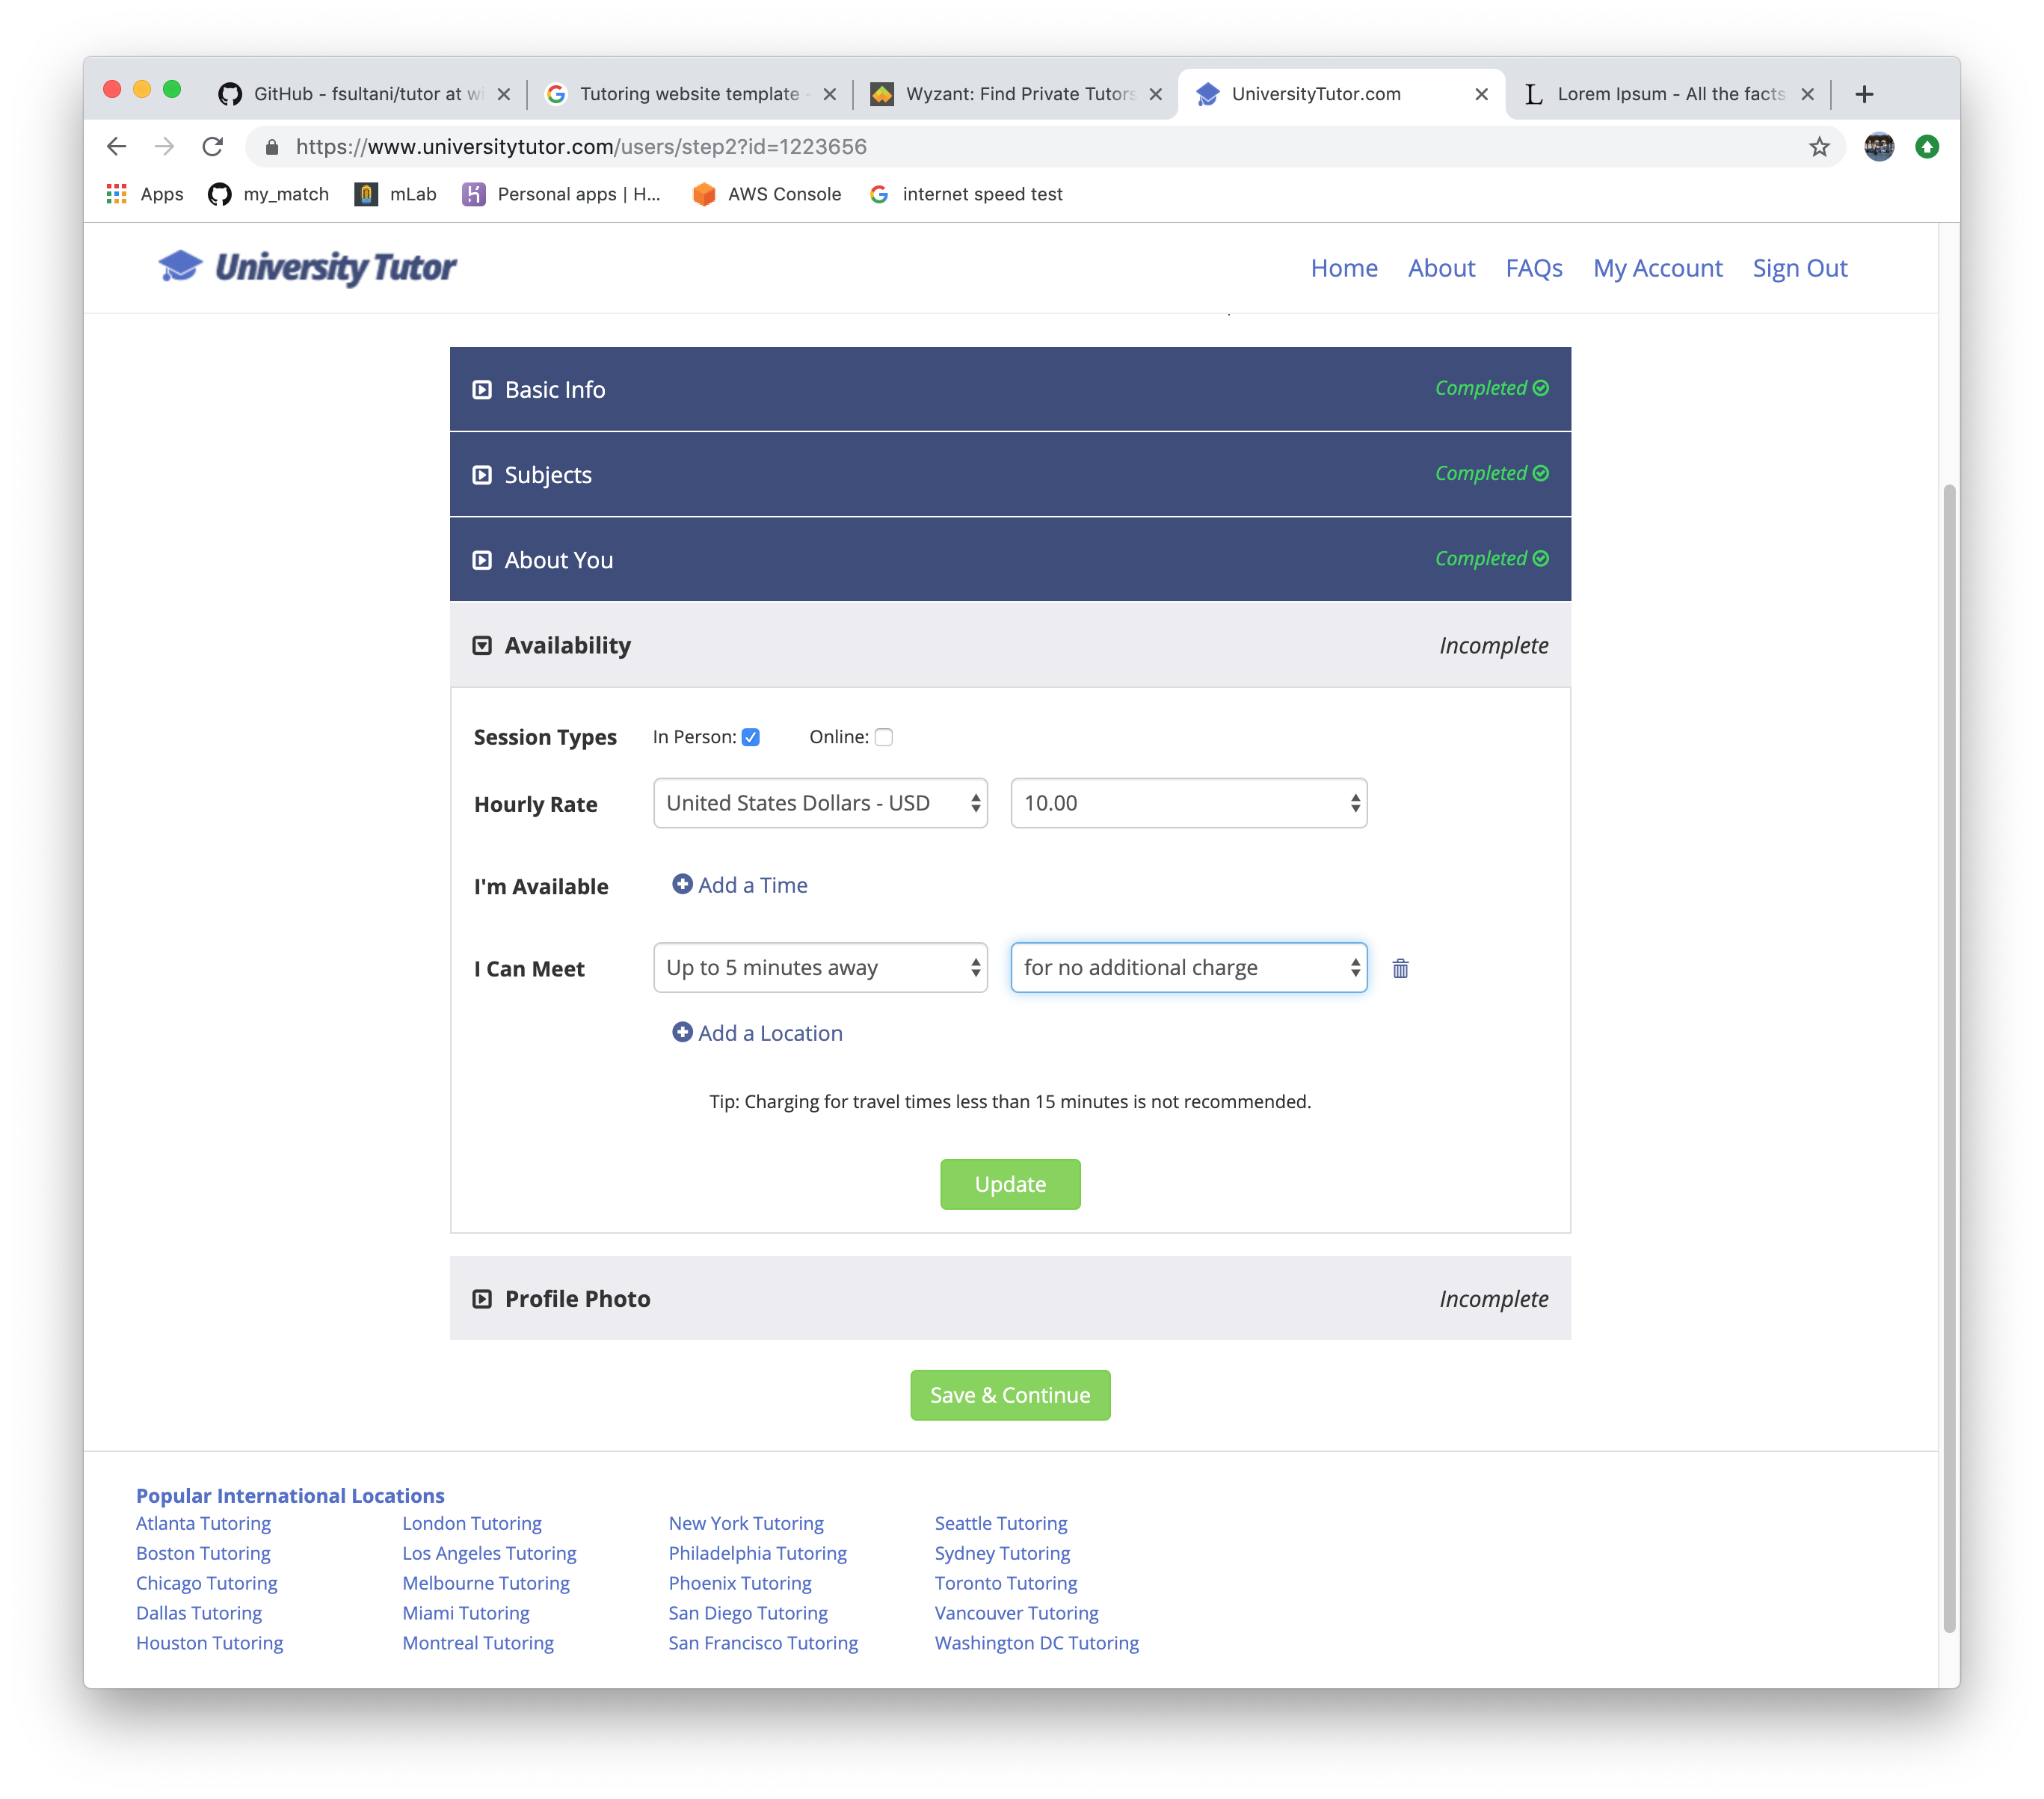 GitHub - fsultani/tutor at wi
Tutoring website template -
Wyzant: Find Private Tutors
UniversityTutor.com
Lorem Ipsum - All the facts
https://www.universitytutor.com/users/step2?id=1223656
Apps
my_match
mLab
Personal apps | H...
AWS Console
internet speed test
University Tutor
Home
About
FAQs
My Account
Sign Out
Basic Info
Completed
Subjects
Completed
About You
Completed
Availability
Incomplete
Session Types
In Person:
Online:
Hourly Rate
United States Dollars - USD
10.00
I'm Available
Add a Time
I Can Meet
Up to 5 minutes away
for no additional charge
Add a Location
Tip: Charging for travel times less than 15 minutes is not recommended.
Update
Profile Photo
Incomplete
Save & Continue
Popular International Locations
Atlanta Tutoring
Boston Tutoring
Chicago Tutoring
Dallas Tutoring
Houston Tutoring
London Tutoring
Los Angeles Tutoring
Melbourne Tutoring
Miami Tutoring
Montreal Tutoring
New York Tutoring
Philadelphia Tutoring
Phoenix Tutoring
San Diego Tutoring
San Francisco Tutoring
Seattle Tutoring
Sydney Tutoring
Toronto Tutoring
Vancouver Tutoring
Washington DC Tutoring